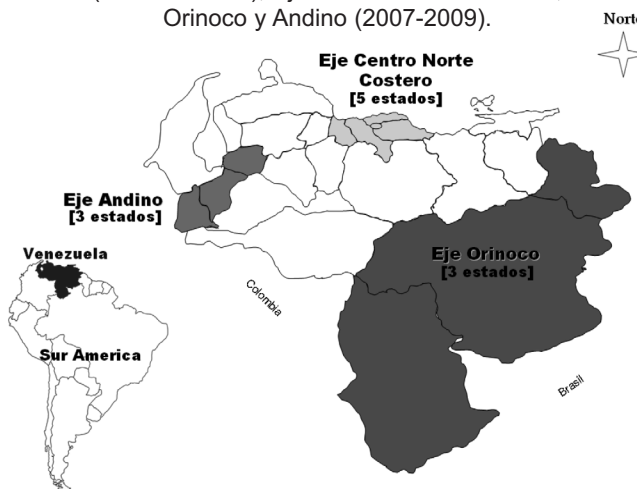 Orinoco y Andino (2007-2009).
Norte
Eje Centro Norte
Costero
[5 estados]
Eje Andino
[3 estados]
Eje Orinoco
[3 estados]
Venezuela
Colombia
Sur America
Brasil